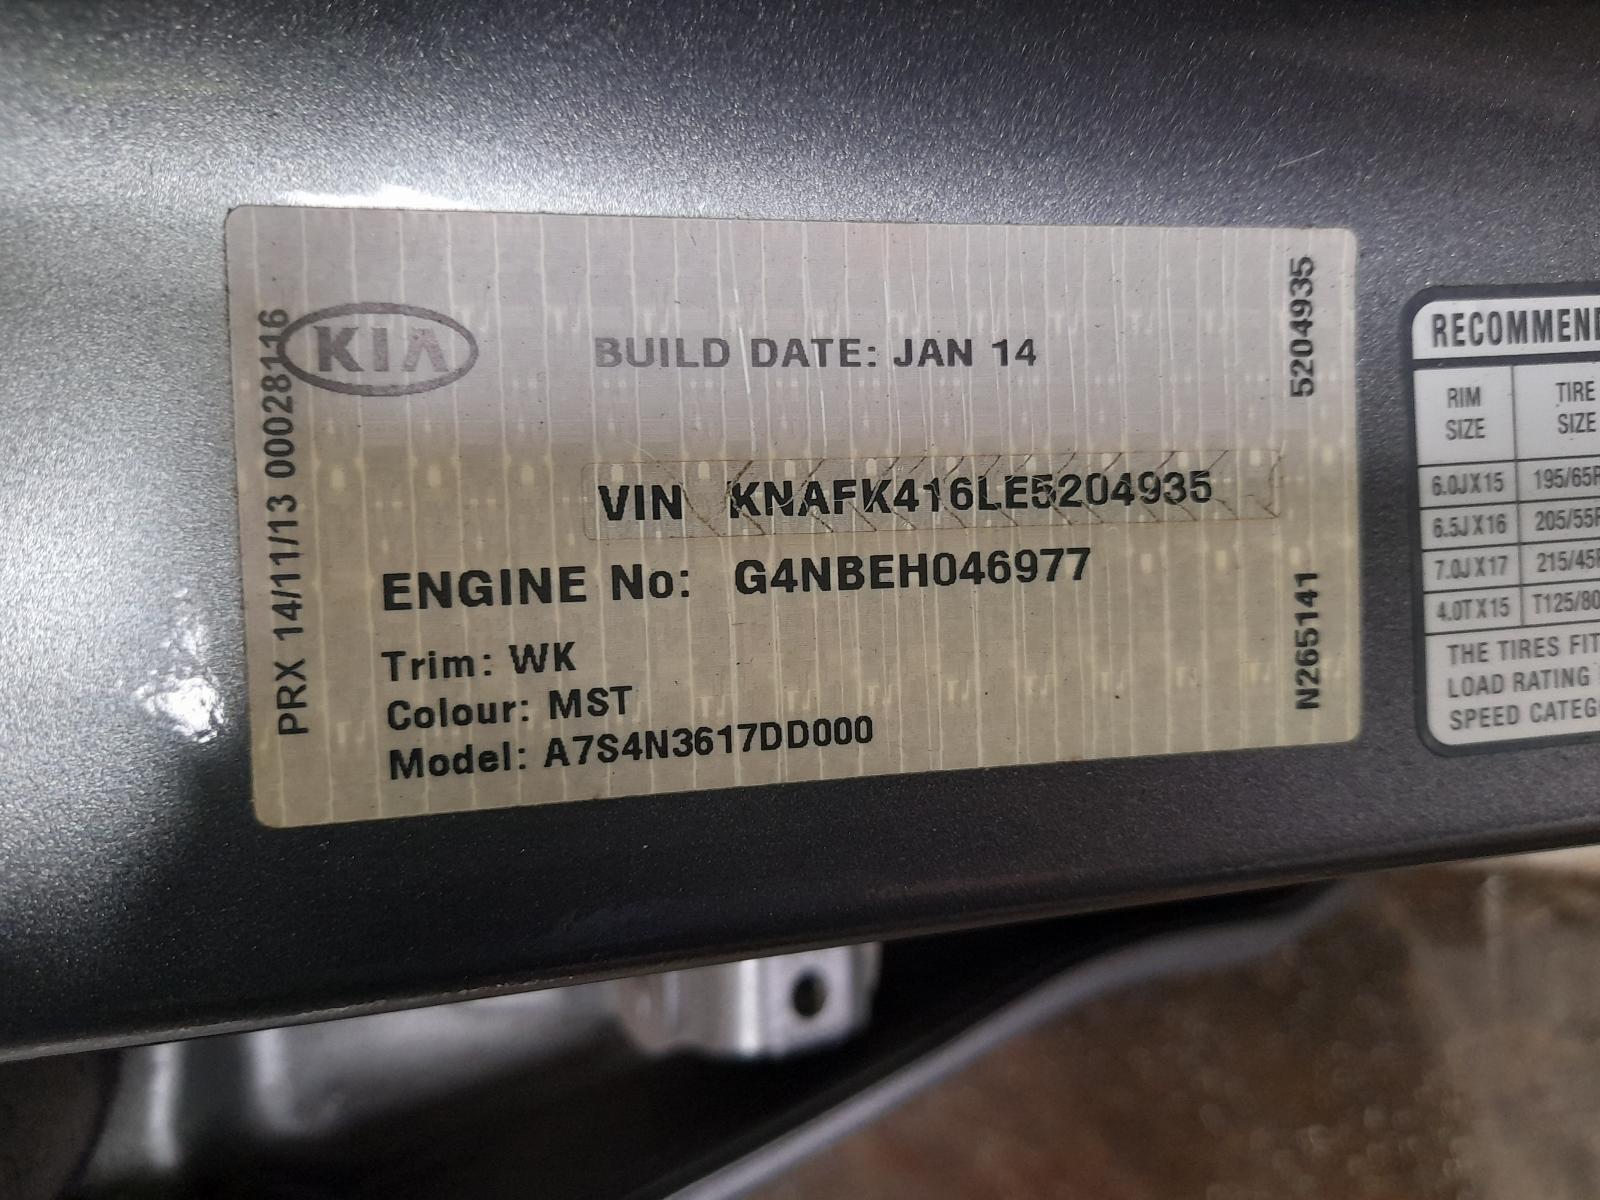 KIA
BUILD DATE: JAN 14
VIN KNAFK416LE5204935
ENGINE No: G4NBEH046977
Trim: WK
Colour: MST
Model: A7S4N3617DD000
PRX 14/11/13 00028116
5204935
N265141
RECOMMEND
RIM SIZE TIRE SIZE
6.0JX15 195/65R
6.5JX16 205/55R
7.0JX17 215/45R
4.0TX15 T125/80
THE TIRES FIT
LOAD RATING
SPEED CATEG